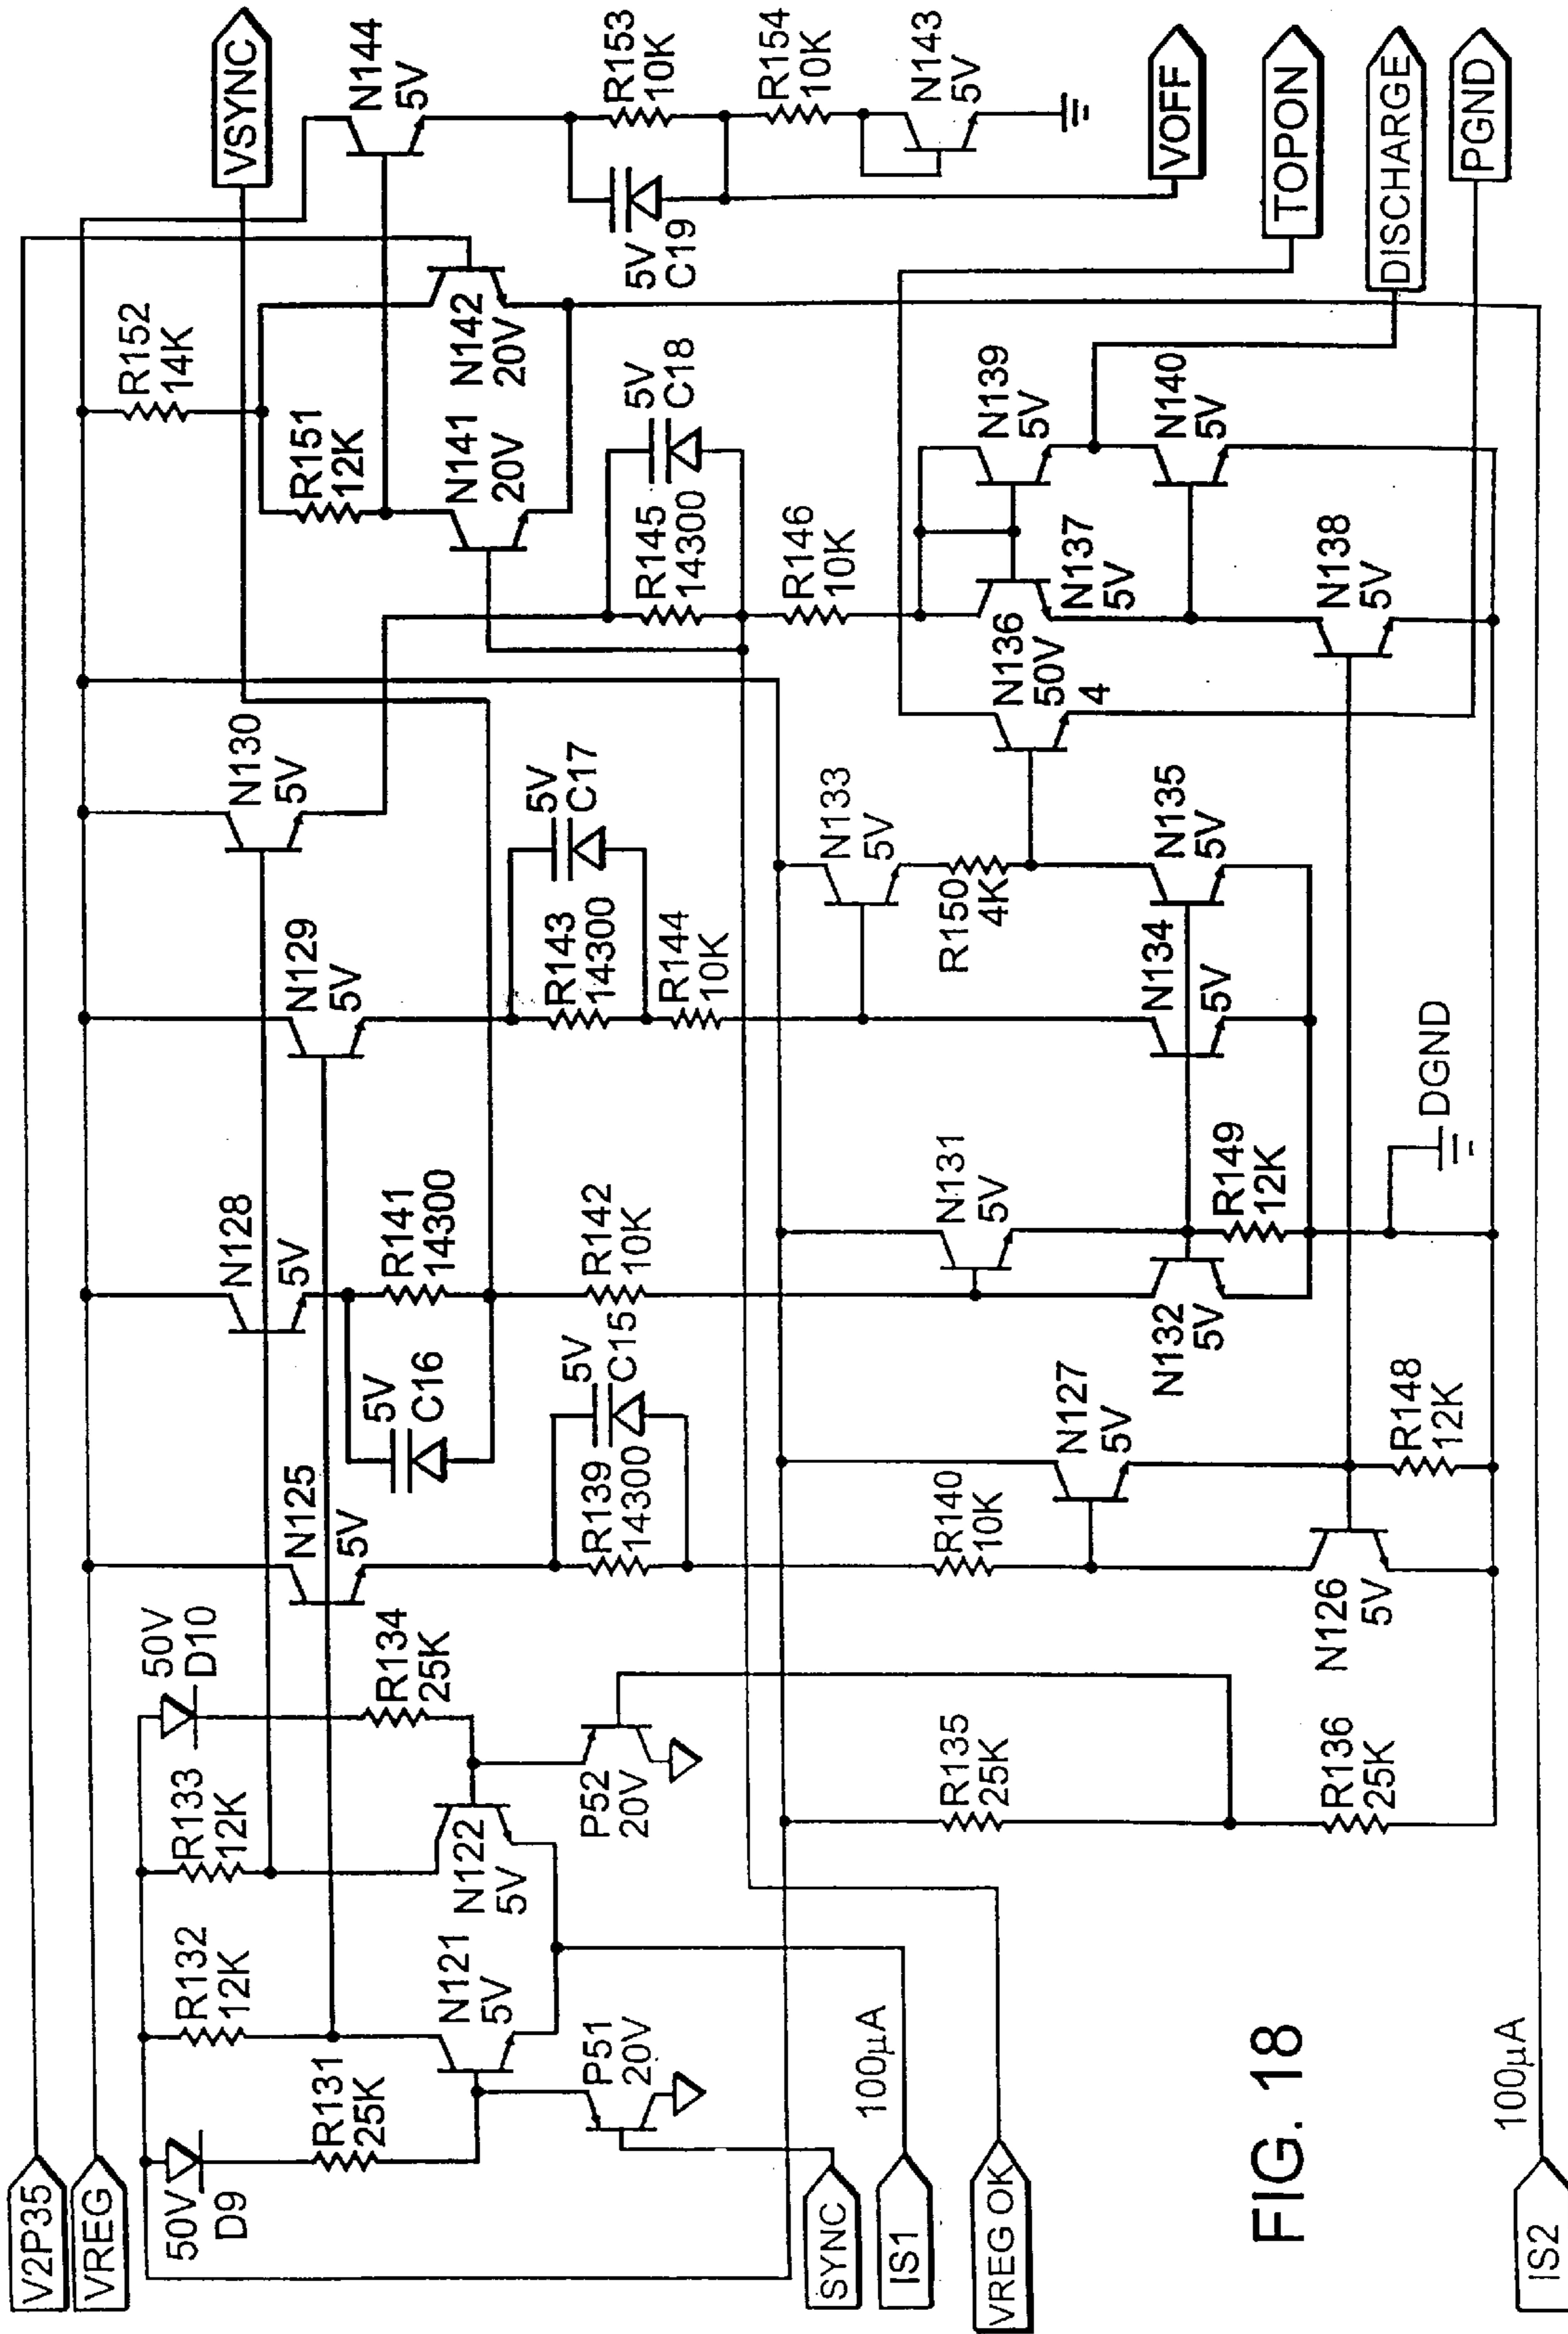 V2P35
VREG
VSYNC
50V
D9
R131
25K
R132
12K
R133
12K
50V
D10
R134
25K
N121
5V
N122
5V
P51
20V
P52
20V
SYNC
IS1
100µA
VREG OK
IS2
100µA
R135
25K
R136
25K
N125
5V
R139
14300
5V
C15
R140
10K
N127
5V
N126
5V
R148
12K
N128
5V
5V
C16
R141
14300
R142
10K
N131
5V
N132
5V
R149
12K
DGND
N129
5V
5V
C17
R143
14300
R144
10K
N133
5V
R150
4K
N134
5V
N135
5V
N130
5V
R145
14300
5V
C18
R146
10K
N136
50V
4
N137
5V
N138
5V
N139
5V
N140
5V
R151
12K
R152
14K
N141
20V
N142
20V
N144
5V
5V
C19
R153
10K
R154
10K
N143
5V
VOFF
TOPON
DISCHARGE
PGND
FIG. 18